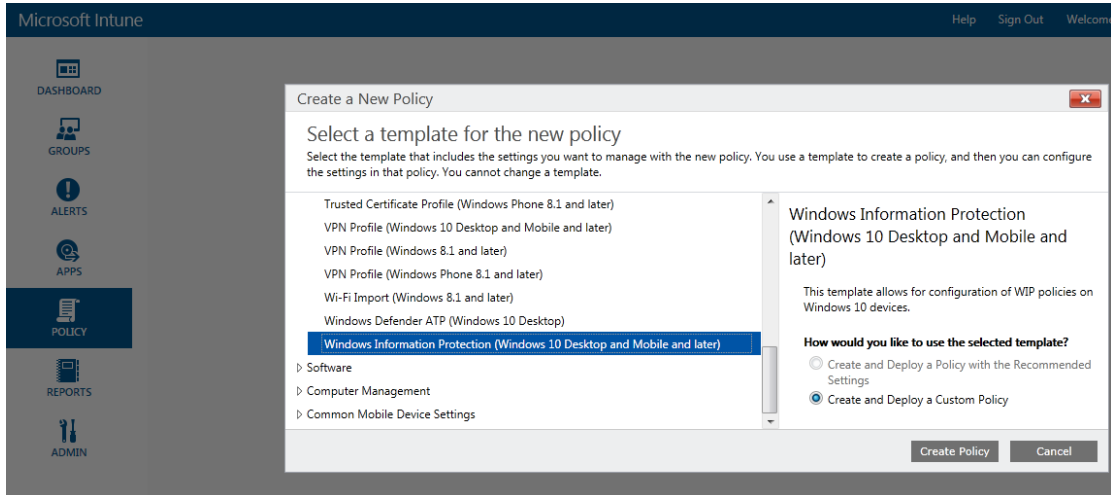 Microsoft Intune
Help Sign Out Welcome
DASHBOARD
GROUPS
ALERTS
APPS
POLICY
REPORTS
ADMIN
Create a New Policy
Select a template for the new policy
Select the template that includes the settings you want to manage with the new policy. You use a template to create a policy, and then you can configure
the settings in that policy. You cannot change a template.
Trusted Certificate Profile (Windows Phone 8.1 and later)
VPN Profile (Windows 10 Desktop and Mobile and later)
VPN Profile (Windows 8.1 and later)
VPN Profile (Windows Phone 8.1 and later)
Wi-Fi Import (Windows 8.1 and later)
Windows Defender ATP (Windows 10 Desktop)
Windows Information Protection (Windows 10 Desktop and Mobile and later)
Software
Computer Management
Common Mobile Device Settings
Windows Information Protection
(Windows 10 Desktop and Mobile and
later)
This template allows for configuration of WIP policies on
Windows 10 devices.
How would you like to use the selected template?
Create and Deploy a Policy with the Recommended
Settings
Create and Deploy a Custom Policy
Create Policy Cancel